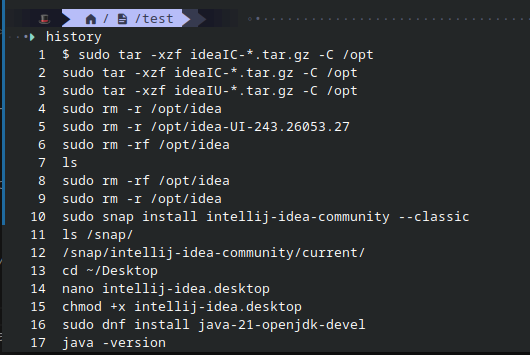 / /test
history
1 $ sudo tar -xzf ideaIC-*.tar.gz -C /opt
2 sudo tar -xzf ideaIC-*.tar.gz -C /opt
3 sudo tar -xzf ideaIU-*.tar.gz -C /opt
4 sudo rm -r /opt/idea
5 sudo rm -r /opt/idea-UI-243.26053.27
6 sudo rm -rf /opt/idea
7 ls
8 sudo rm -rf /opt/idea
9 sudo rm -r /opt/idea
10 sudo snap install intellij-idea-community --classic
11 ls /snap/
12 /snap/intellij-idea-community/current/
13 cd ~/Desktop
14 nano intellij-idea.desktop
15 chmod +x intellij-idea.desktop
16 sudo dnf install java-21-openjdk-devel
17 java -version